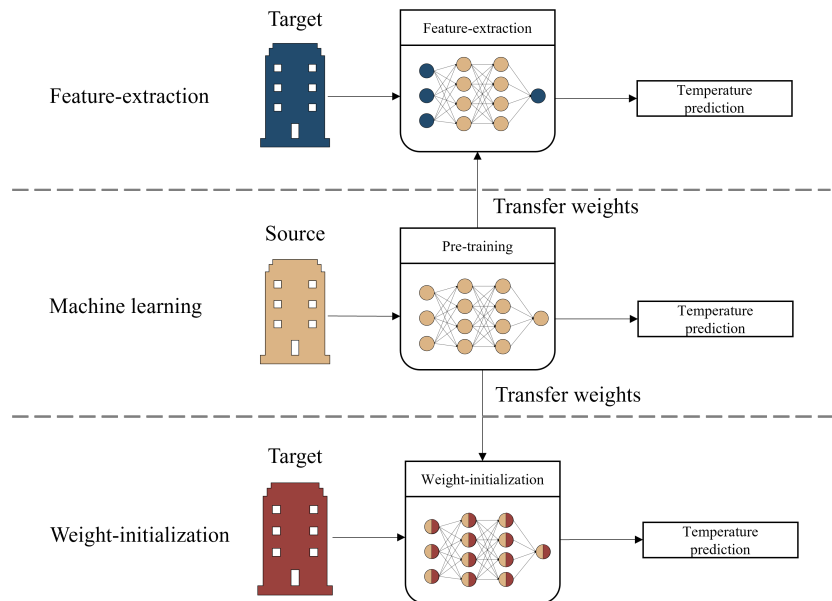 Target
Feature-extraction
Feature-extraction
Temperature
prediction
Transfer weights
Source
Pre-training
Machine learning
Temperature
prediction
Transfer weights
Target
Weight-initialization
Weight-initialization
Temperature
prediction